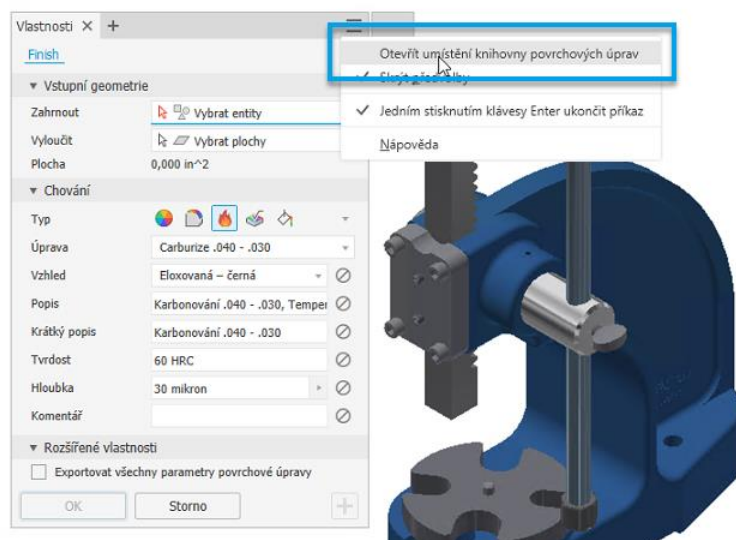 Vlastnosti × +
Finish
Vstupní geometrie
Zahrnout Vybrat entity
Vyloučit Vybrat plochy
Plocha 0,000 in^2
Chování
Typ
Úprava Carburize .040 - .030
Vzhled Eloxovaná – černá
Popis Karbonování .040 - .030, Temper
Krátký popis Karbonování .040 - .030
Tvrdost 60 HRC
Hloubka 30 mikron
Komentář
Rozšířené vlastnosti
Exportovat všechny parametry povrchové úpravy
OK Storno
Otevřít umístění knihovny povrchových úprav
Skrýt předvolby
Jedním stisknutím klávesy Enter ukončit příkaz
Nápověda